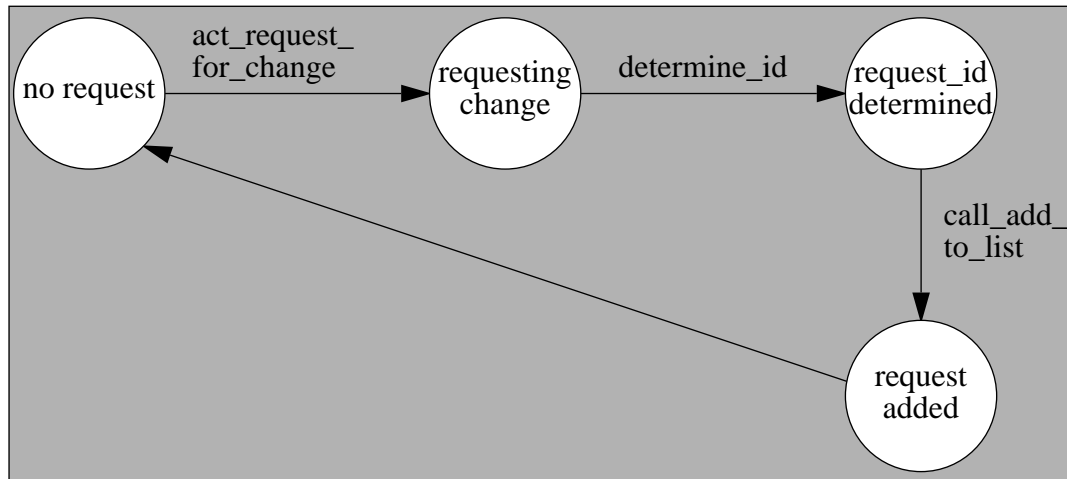 no request
act_request_
for_change
requesting
change
determine_id
request_id
determined
call_add_
to_list
request
added